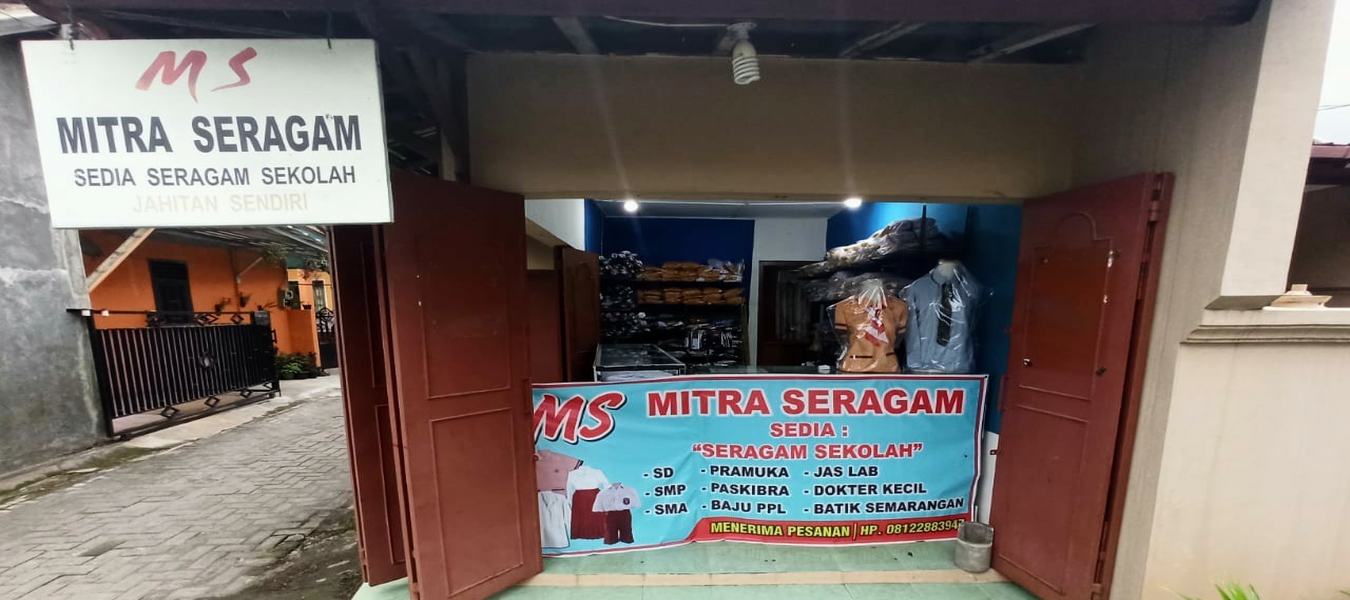 MS
MITRA SERAGAM
SEDIA SERAGAM SEKOLAH
JAHITAN SENDIRI
MS
MITRA SERAGAM
SEDIA :
"SERAGAM SEKOLAH"
- SD - PRAMUKA - JAS LAB
- SMP - PASKIBRA - DOKTER KECIL
- SMA - BAJU PPL - BATIK SEMARANGAN
MENERIMA PESANAN HP. 08122883947